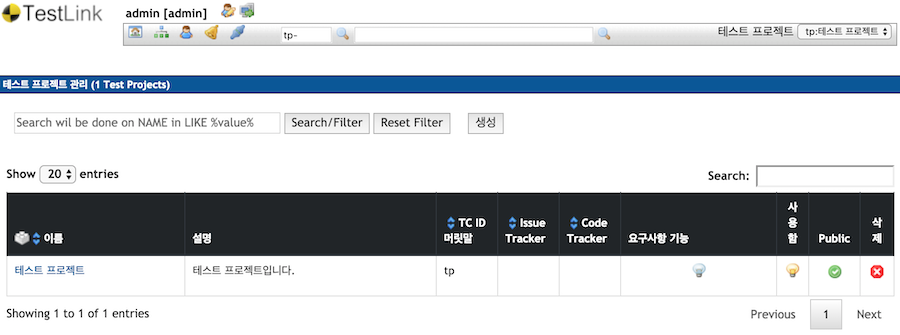 TestLink
admin [admin]
tp-
테스트 프로젝트 tp:테스트 프로젝트
테스트 프로젝트 관리 (1 Test Projects)
Search wil be done on NAME in LIKE %value% Search/Filter Reset Filter 생성
Show 20 entries
Search:
이름 설명 TC ID 머릿말 Issue Tracker Code Tracker 요구사항 기능 사용함 Public 삭제
테스트 프로젝트 테스트 프로젝트입니다. tp
Showing 1 to 1 of 1 entries
Previous 1 Next